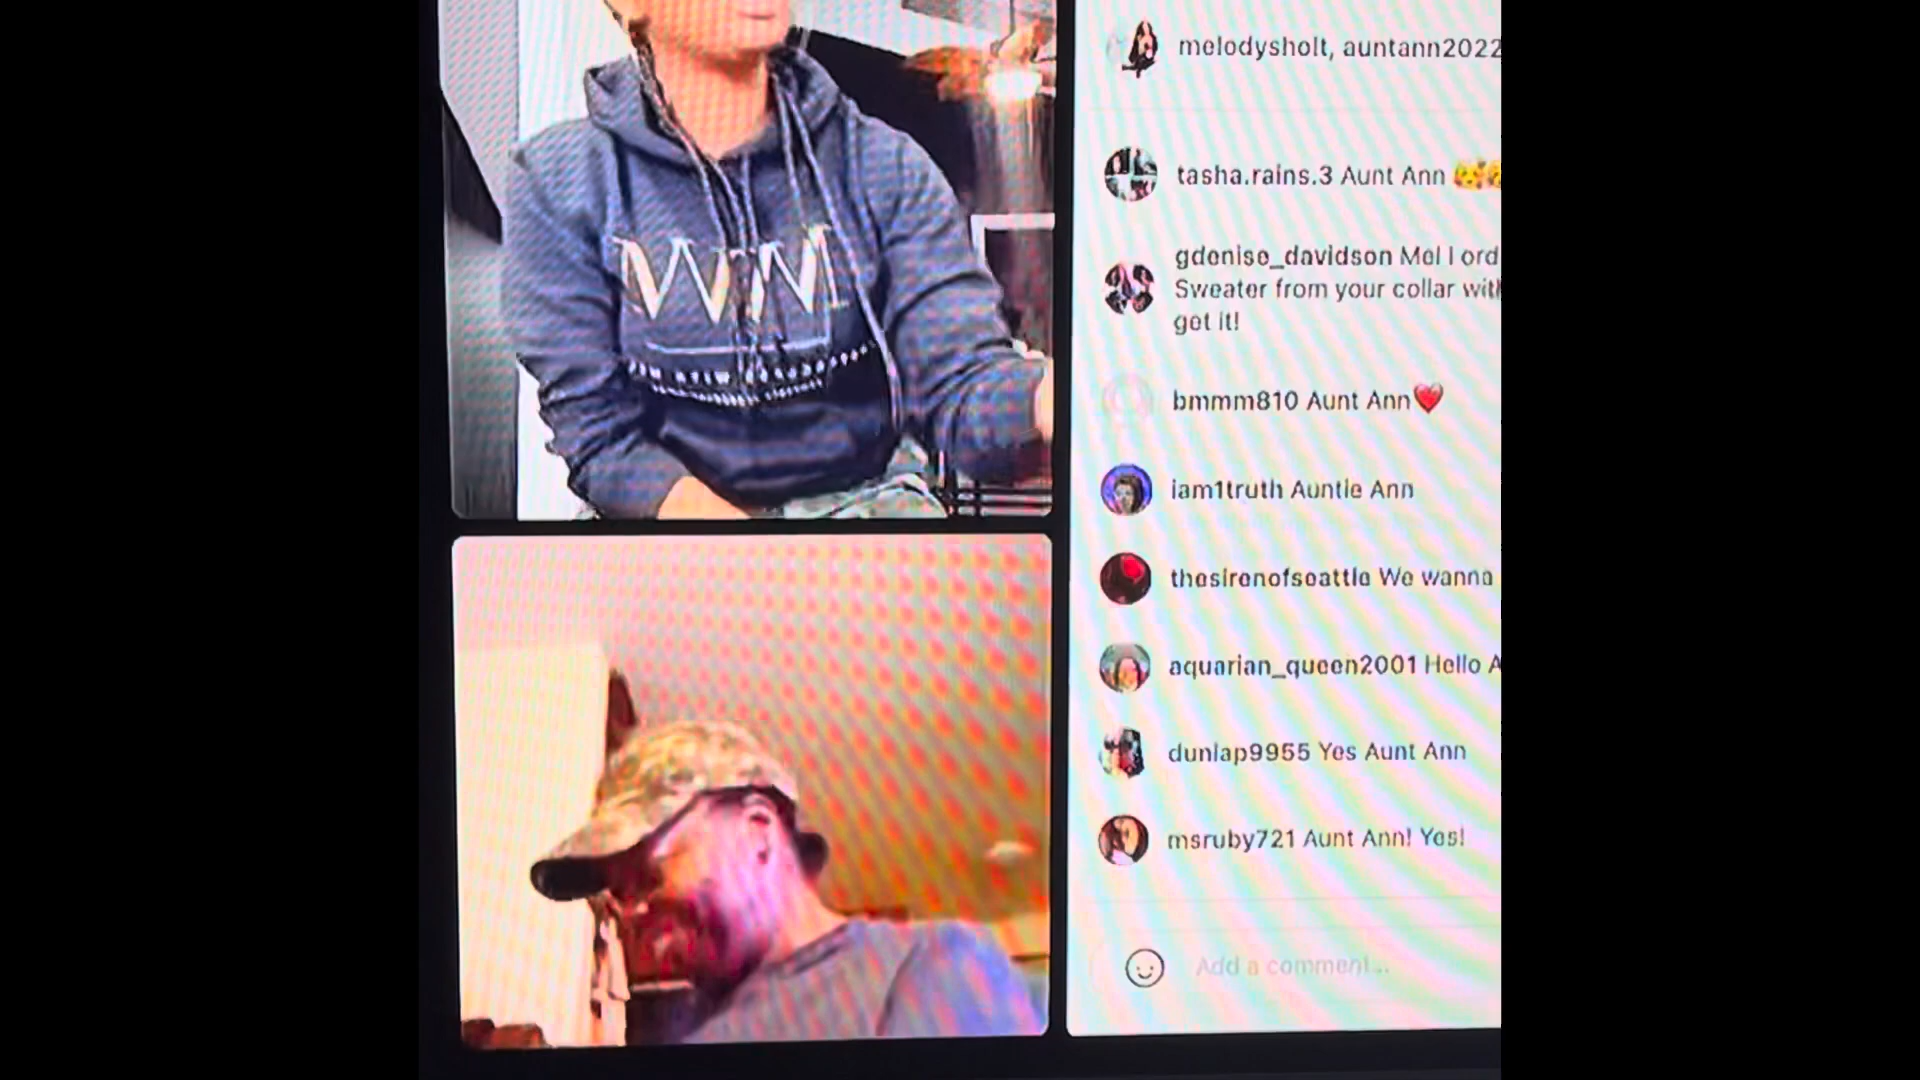 WM
melodysholt, auntann2022
tasha.rains.3 Aunt Ann 🥳
gdenise_davidson Mel I ord
Sweater from your collar with
get it!
bmmm810 Aunt Ann❤️
iam1truth Auntie Ann
thesirenofseattle We wanna
aquarian_queen2001 Hello A
dunlap9955 Yes Aunt Ann
msruby721 Aunt Ann! Yes!
Add a comment...